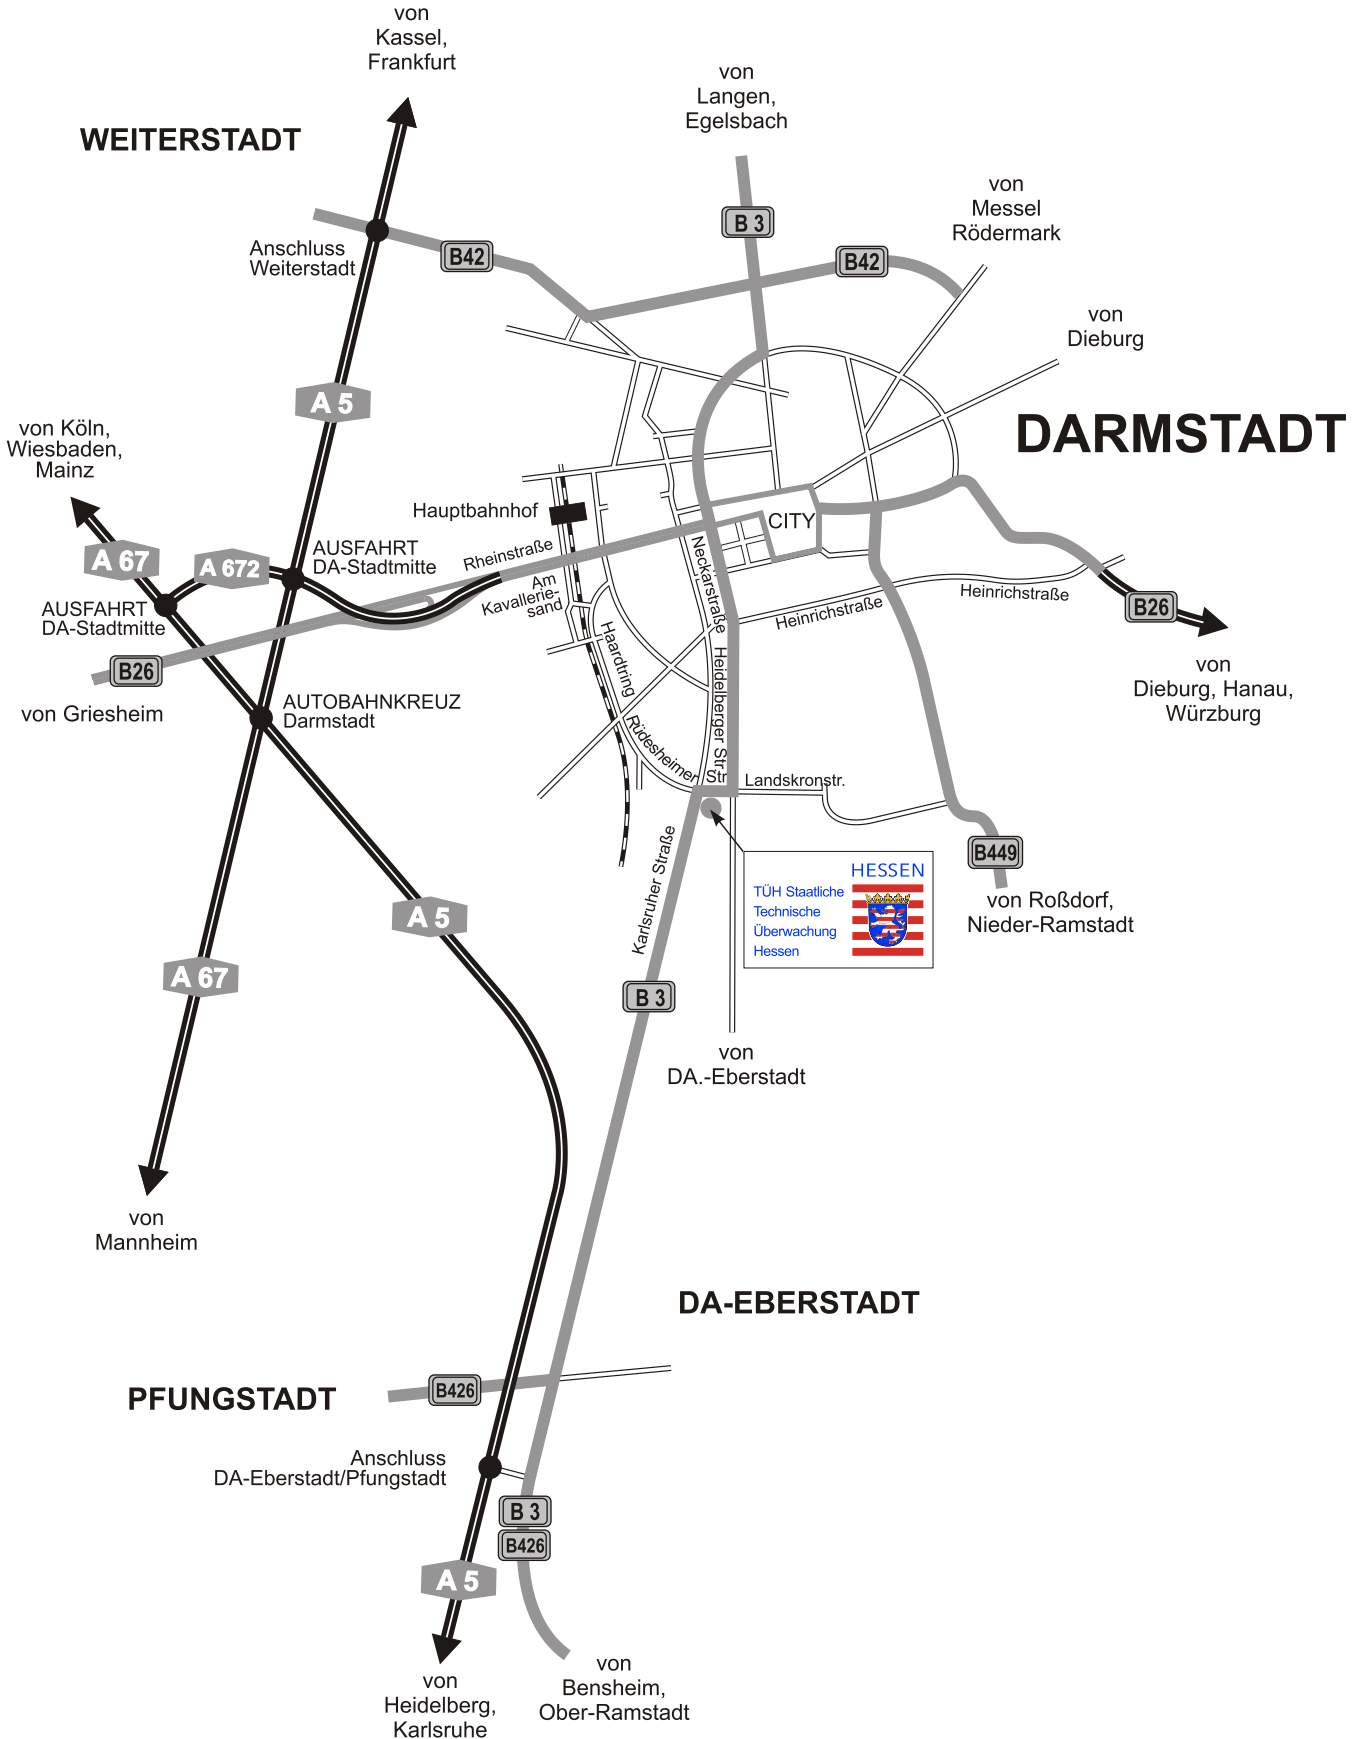 von
Kassel,
Frankfurt
von
Langen,
Egelsbach
WEITERSTADT
von
Messel
Rödermark
B 3
Anschluss
Weiterstadt
B42
B42
von
Dieburg
A 5
DARMSTADT
von Köln,
Wiesbaden,
Mainz
Hauptbahnhof
CITY
A 67
A 672
AUSFAHRT
DA-Stadtmitte
Rheinstraße
Neckarstraße
Am
Kavallerie-
sand
AUSFAHRT
DA-Stadtmitte
Heinrichstraße
Heinrichstraße
B26
B26
Haardtring
Heidelberger Str.
von
Dieburg, Hanau,
Würzburg
von Griesheim
AUTOBAHNKREUZ
Darmstadt
Rüdesheimer
Str.
Landskronstr.
Karlsruher Straße
HESSEN
TÜH Staatliche
Technische
Überwachung
Hessen
B449
von Roßdorf,
Nieder-Ramstadt
A 5
A 67
B 3
von
DA.-Eberstadt
von
Mannheim
DA-EBERSTADT
PFUNGSTADT
B426
Anschluss
DA-Eberstadt/Pfungstadt
B 3
B426
A 5
von
Heidelberg,
Karlsruhe
von
Bensheim,
Ober-Ramstadt